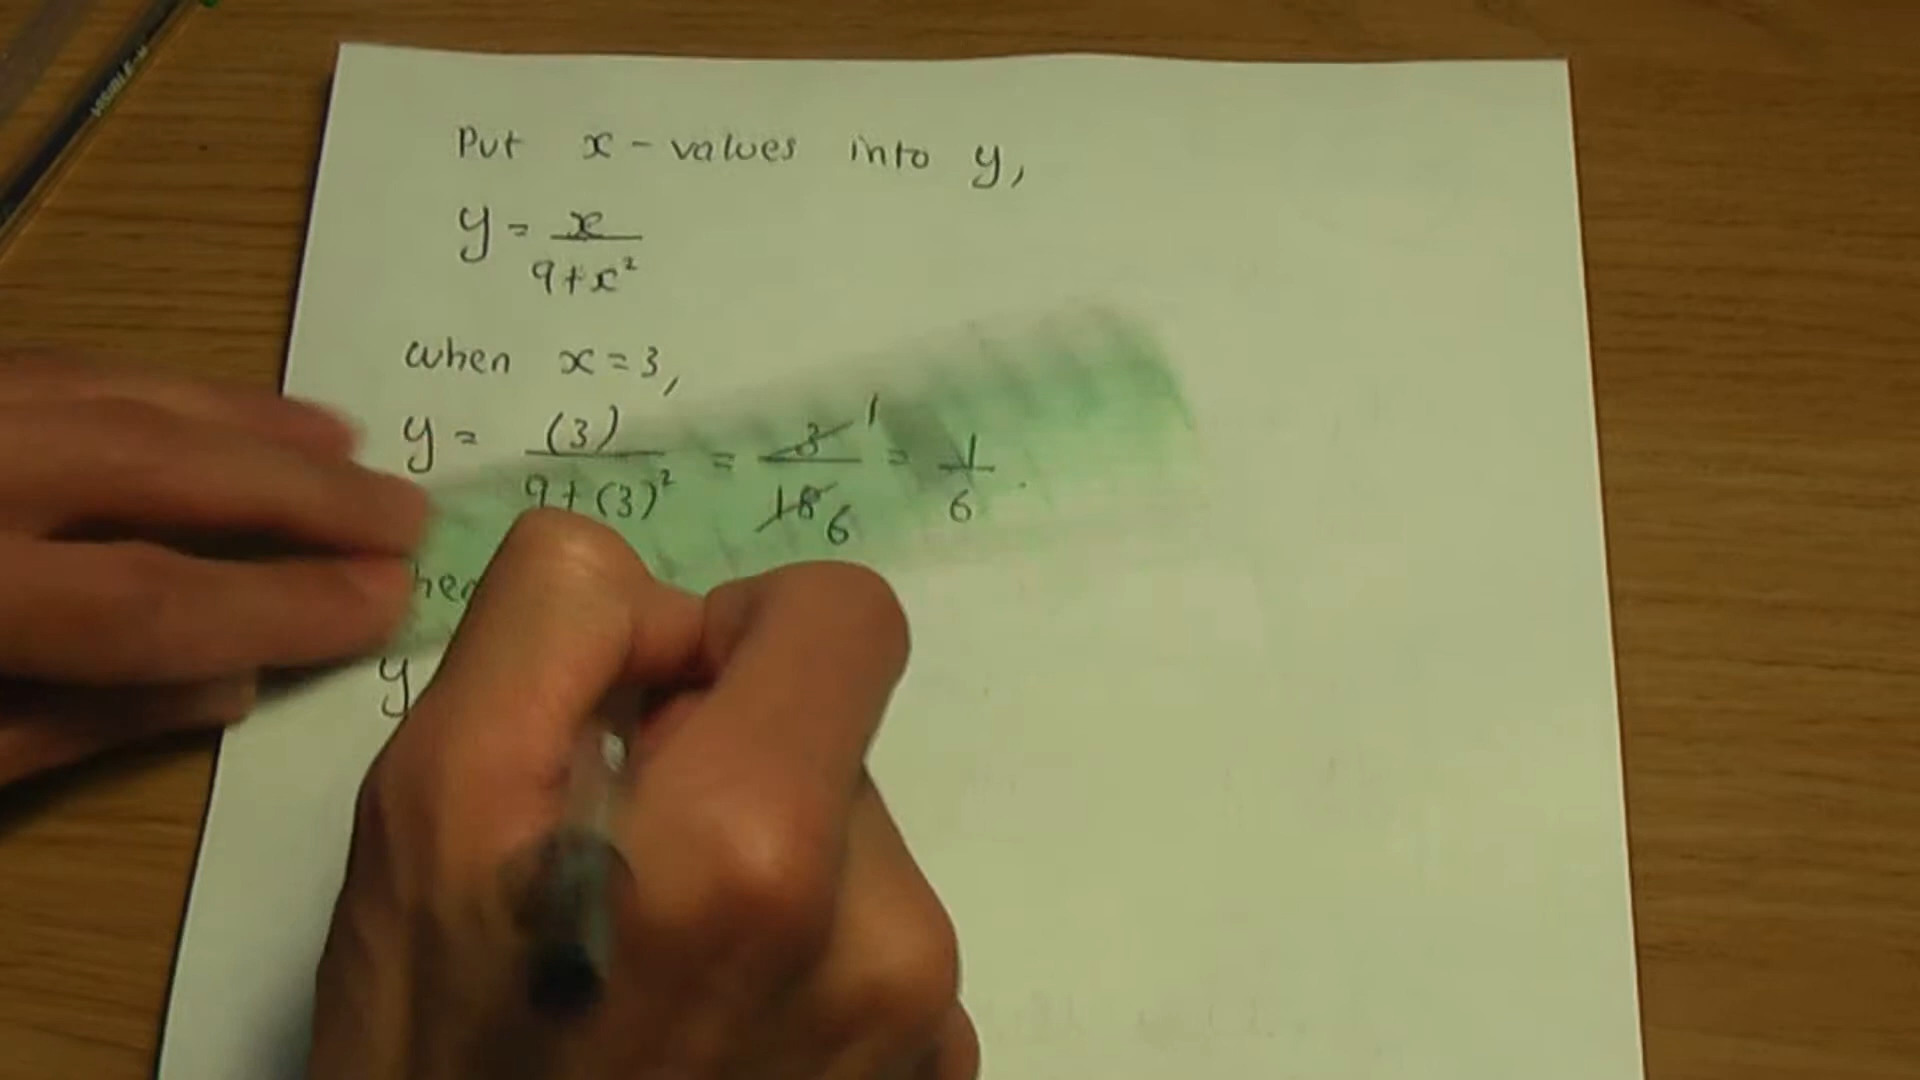 Put x - values into y,
y = x / 9 + x²
when x = 3,
y = (3) / 9 + (3)² = 3 1 / 18 6 = 1 / 6 .
y